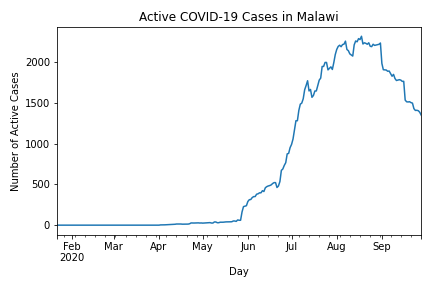 Active COVID-19 Cases in Malawi
Number of Active Cases
2000
1500
1000
500
0
Feb Mar Apr May Jun Jul Aug Sep
2020
Day